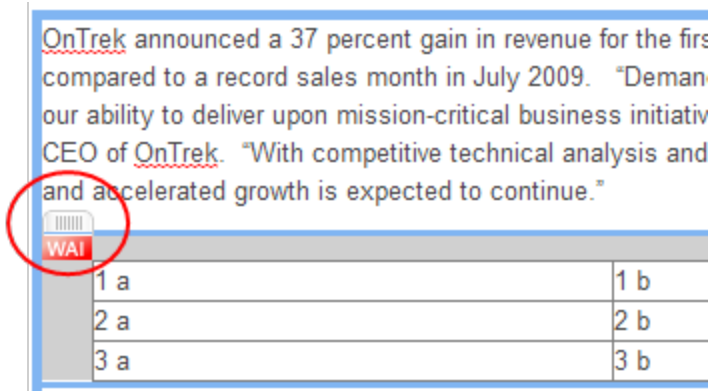 OnTrek announced a 37 percent gain in revenue for the firs
compared to a record sales month in July 2009. “Deman
our ability to deliver upon mission-critical business initiativ
CEO of OnTrek. “With competitive technical analysis and
and accelerated growth is expected to continue.”
WAI
1 a 1 b
2 a 2 b
3 a 3 b